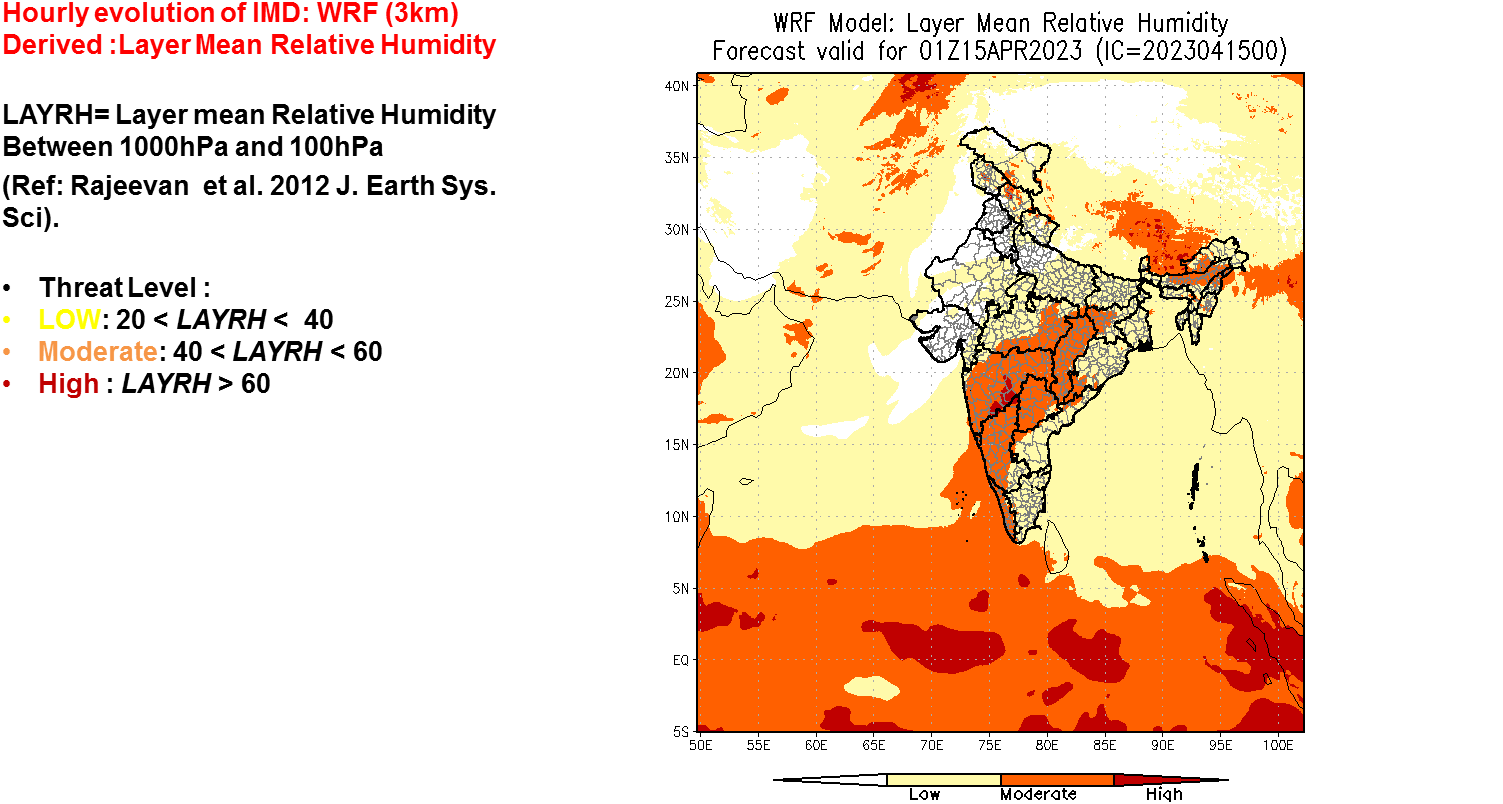 Hourly evolution of IMD: WRF (3km)
Derived :Layer Mean Relative Humidity
LAYRH= Layer mean Relative Humidity
Between 1000hPa and 100hPa
(Ref: Rajeevan et al. 2012 J. Earth Sys.
Sci).
• Threat Level :
• LOW: 20 < LAYRH < 40
• Moderate: 40 < LAYRH < 60
• High : LAYRH > 60
WRF Model: Layer Mean Relative Humidity
Forecast valid for 01Z15APR2023 (IC=2023041500)
40N
35N
30N
25N
20N
15N
10N
5N
EQ
5S
50E 55E 60E 65E 70E 75E 80E 85E 90E 95E 100E
Low Moderate High